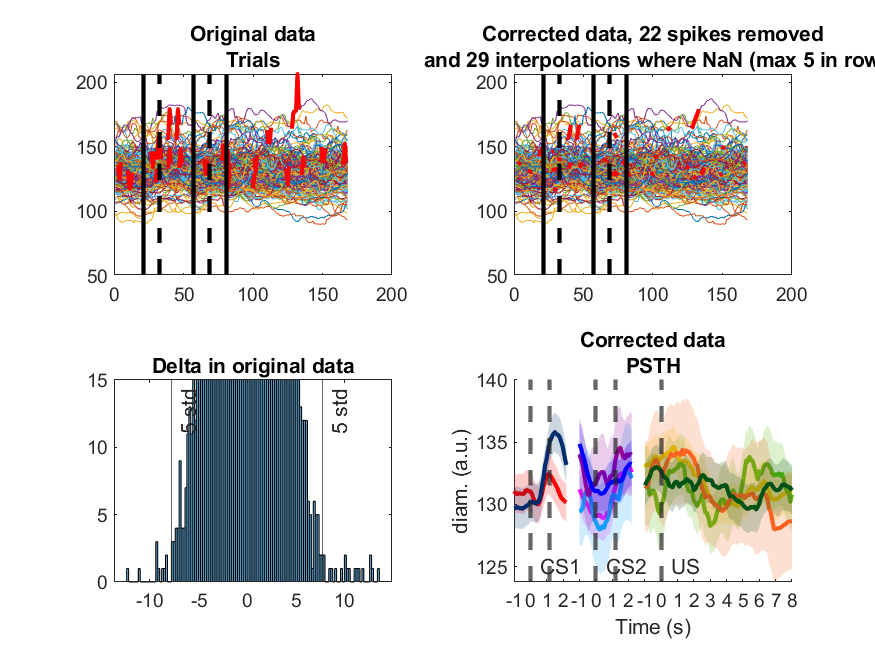 Original data
Trials
200
150
100
50
0 50 100 150 200
Corrected data, 22 spikes removed
and 29 interpolations where NaN (max 5 in row
200
150
100
50
0 50 100 150 200
Delta in original data
15
10
5
0
5 std
5 std
-10 -5 0 5 10
Corrected data
PSTH
140
135
130
125
diam. (a.u.)
CS1 CS2 US
-1 0 1 2 -1 0 1 2 -1 0 1 2 3 4 5 6 7 8
Time (s)